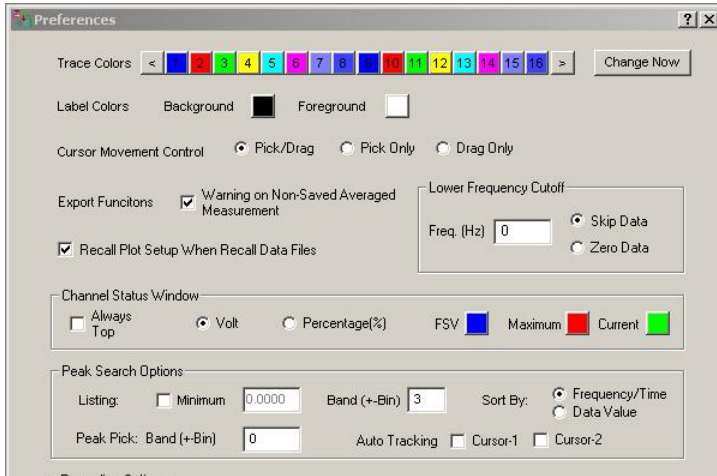 Preferences
Trace Colors < 1 2 3 4 5 6 7 8 9 10 11 12 13 14 15 16 > Change Now
Label Colors Background Foreground
Cursor Movement Control Pick/Drag Pick Only Drag Only
Export Funcitons Warning on Non-Saved Averaged Measurement
Lower Frequency Cutoff
Freq. (Hz) 0 Skip Data
Zero Data
Recall Plot Setup When Recall Data Files
Channel Status Window
Always Top Volt Percentage(%) FSV Maximum Current
Peak Search Options
Listing: Minimum 0.0000 Band (+-Bin) 3 Sort By: Frequency/Time
Data Value
Peak Pick: Band (+-Bin) 0 Auto Tracking Cursor-1 Cursor-2